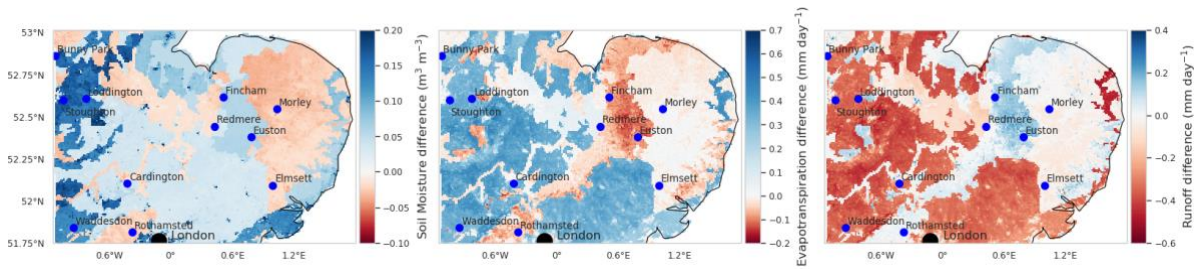 53°N
52.75°N
52.5°N
52.25°N
52°N
51.75°N
Bunny Park
Loddington
Stoughton
Fincham
Morley
Redmere
Euston
Cardington
Elmsett
Waddesdon
Rothamsted
London
0.6°W 0° 0.6°E 1.2°E
0.20
0.15
0.10
0.05
0.00
−0.05
−0.10
Soil Moisture difference (m³ m⁻³)
Bunny Park
Loddington
Stoughton
Fincham
Morley
Redmere
Euston
Cardington
Elmsett
Waddesdon
Rothamsted
London
0.6°W 0° 0.6°E 1.2°E
0.7
0.6
0.5
0.4
0.3
0.2
0.1
0.0
−0.1
−0.2
Evapotranspiration difference (mm day⁻¹)
Bunny Park
Loddington
Stoughton
Fincham
Morley
Redmere
Euston
Cardington
Elmsett
Waddesdon
Rothamsted
London
0.6°W 0° 0.6°E 1.2°E
0.4
0.2
0.0
−0.2
−0.4
−0.6
Runoff difference (mm day⁻¹)